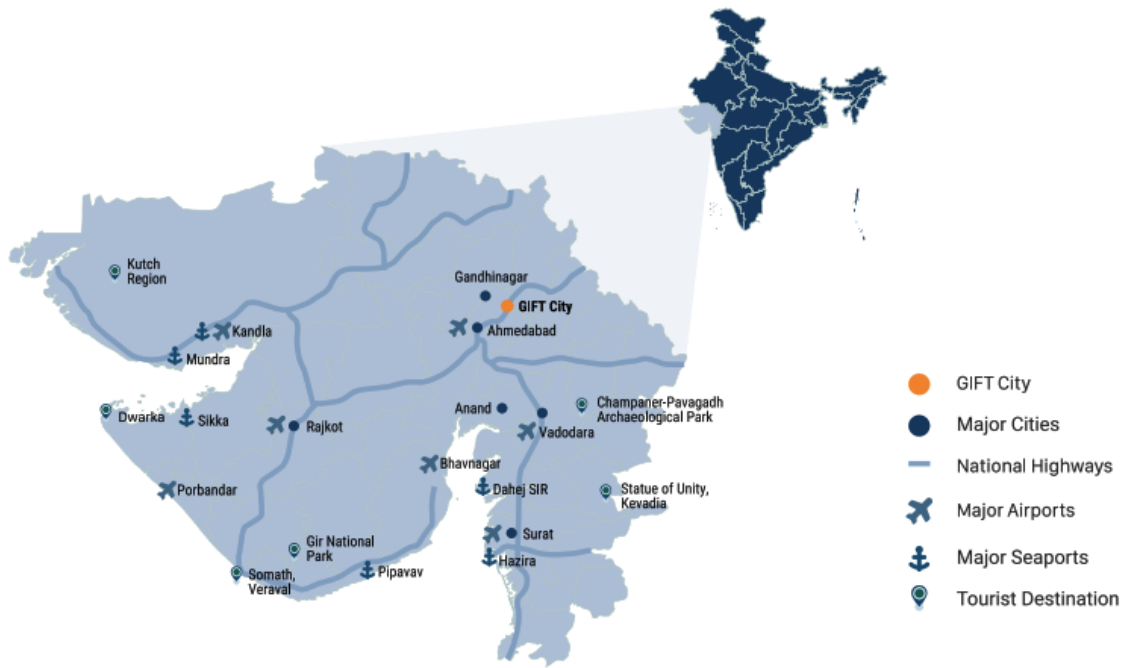 Kutch
Region
Gandhinagar
GIFT City
Kandla
Ahmedabad
Mundra
Dwarka
Sikka
Rajkot
Anand
Vadodara
Champaner-Pavagadh
Archaeological Park
Bhavnagar
Porbandar
Dahej SIR
Statue of Unity,
Kevadia
Gir National
Park
Surat
Hazira
Somath,
Veraval
Pipavav
GIFT City
Major Cities
National Highways
Major Airports
Major Seaports
Tourist Destination